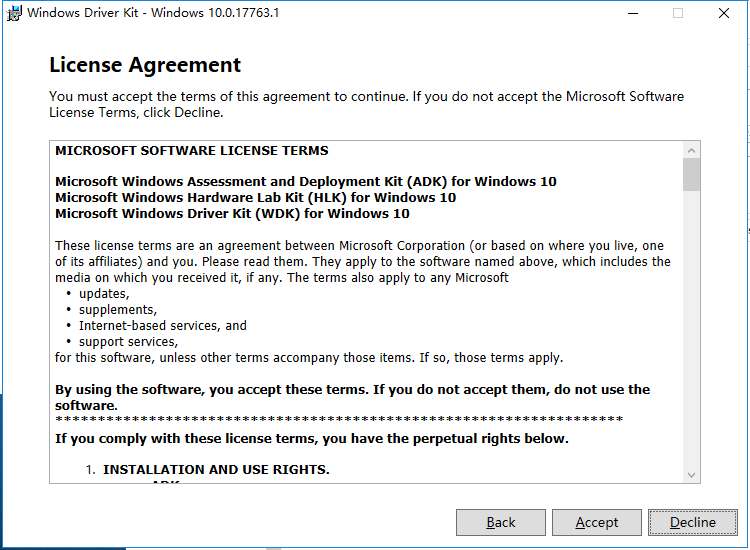 Windows Driver Kit - Windows 10.0.17763.1
License Agreement
You must accept the terms of this agreement to continue. If you do not accept the Microsoft Software
License Terms, click Decline.
MICROSOFT SOFTWARE LICENSE TERMS
Microsoft Windows Assessment and Deployment Kit (ADK) for Windows 10
Microsoft Windows Hardware Lab Kit (HLK) for Windows 10
Microsoft Windows Driver Kit (WDK) for Windows 10
These license terms are an agreement between Microsoft Corporation (or based on where you live, one
of its affiliates) and you. Please read them. They apply to the software named above, which includes the
media on which you received it, if any. The terms also apply to any Microsoft
• updates,
• supplements,
• Internet-based services, and
• support services,
for this software, unless other terms accompany those items. If so, those terms apply.
By using the software, you accept these terms. If you do not accept them, do not use the
software.
*******************************************************************
If you comply with these license terms, you have the perpetual rights below.
1. INSTALLATION AND USE RIGHTS.
Back
Accept
Decline